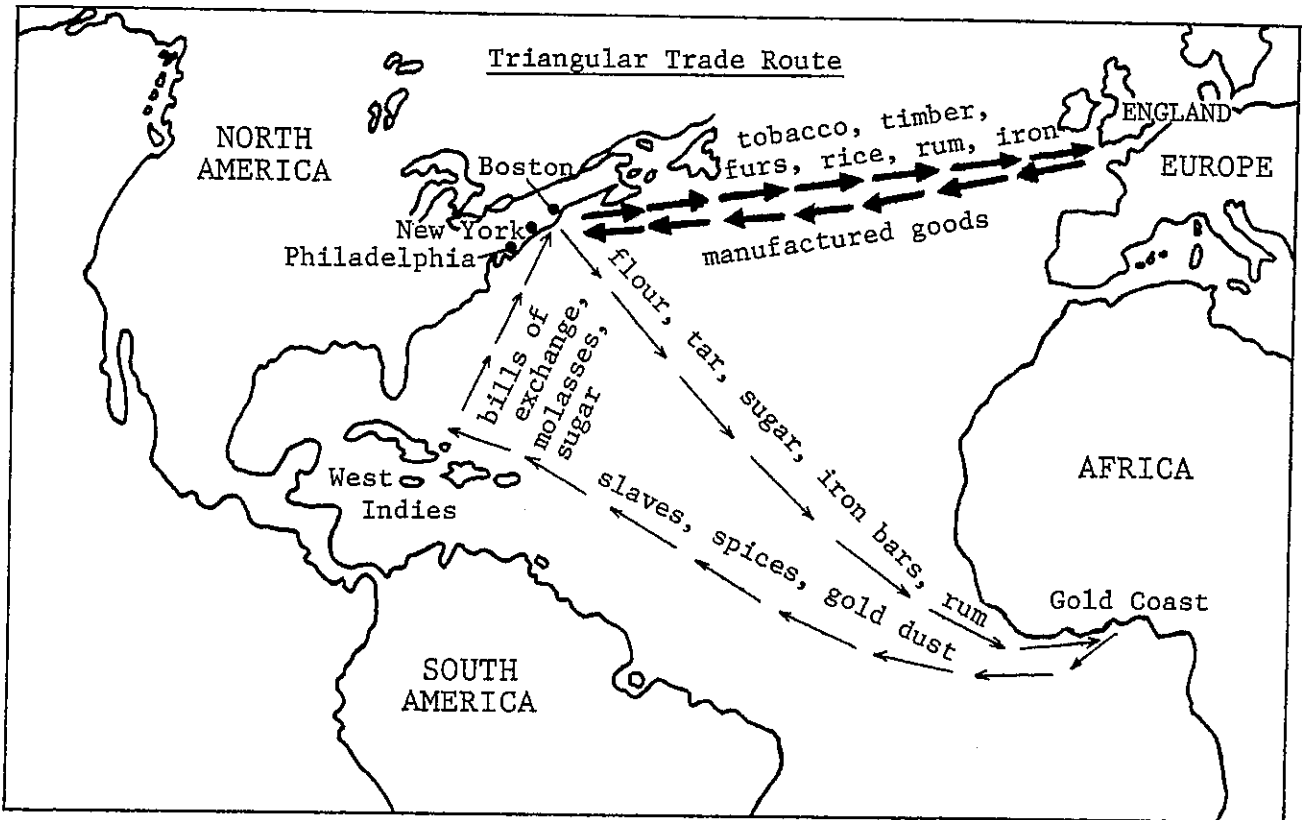 Triangular Trade Route
NORTH
AMERICA
Boston
New York
Philadelphia
tobacco, timber,
furs, rice, rum, iron
ENGLAND
EUROPE
manufactured goods
flour, tar, sugar, iron bars, rum
bills of
exchange,
molasses,
sugar
West
Indies
slaves, spices, gold dust
AFRICA
Gold Coast
SOUTH
AMERICA